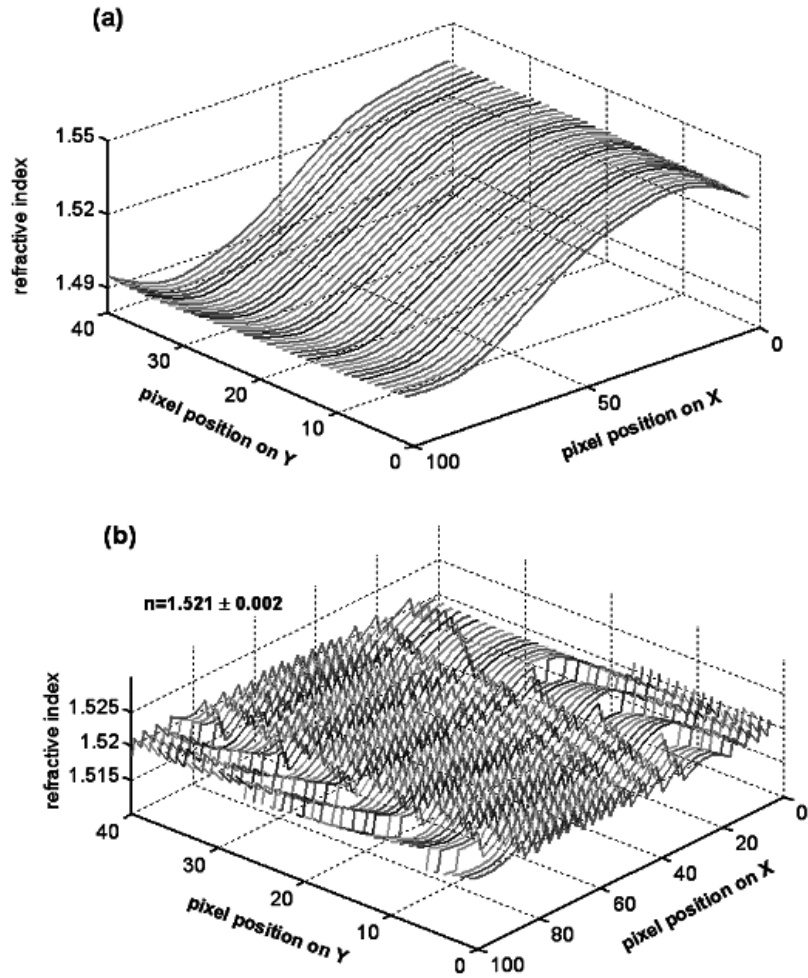 (a)
refractive index
1.55
1.52
1.49
40
30
20
10
0
pixel position on Y
100
50
0
pixel position on X
(b)
n=1.521 ± 0.002
refractive index
1.525
1.52
1.515
40
30
20
10
0
pixel position on Y
100
80
60
40
20
0
pixel position on X